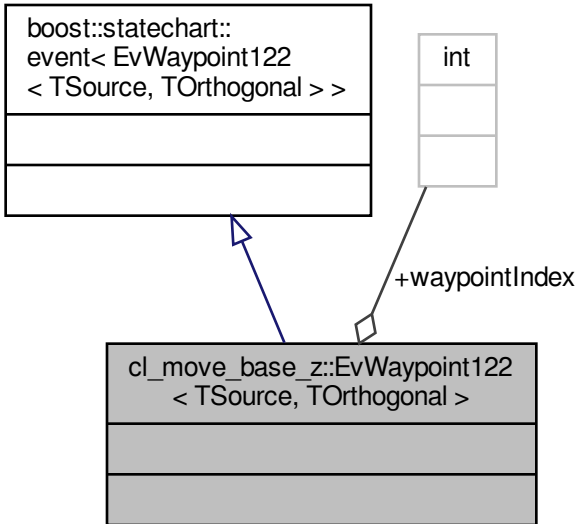 boost::statechart::
event< EvWaypoint122
< TSource, TOrthogonal > >
int
+waypointIndex
cl_move_base_z::EvWaypoint122
< TSource, TOrthogonal >